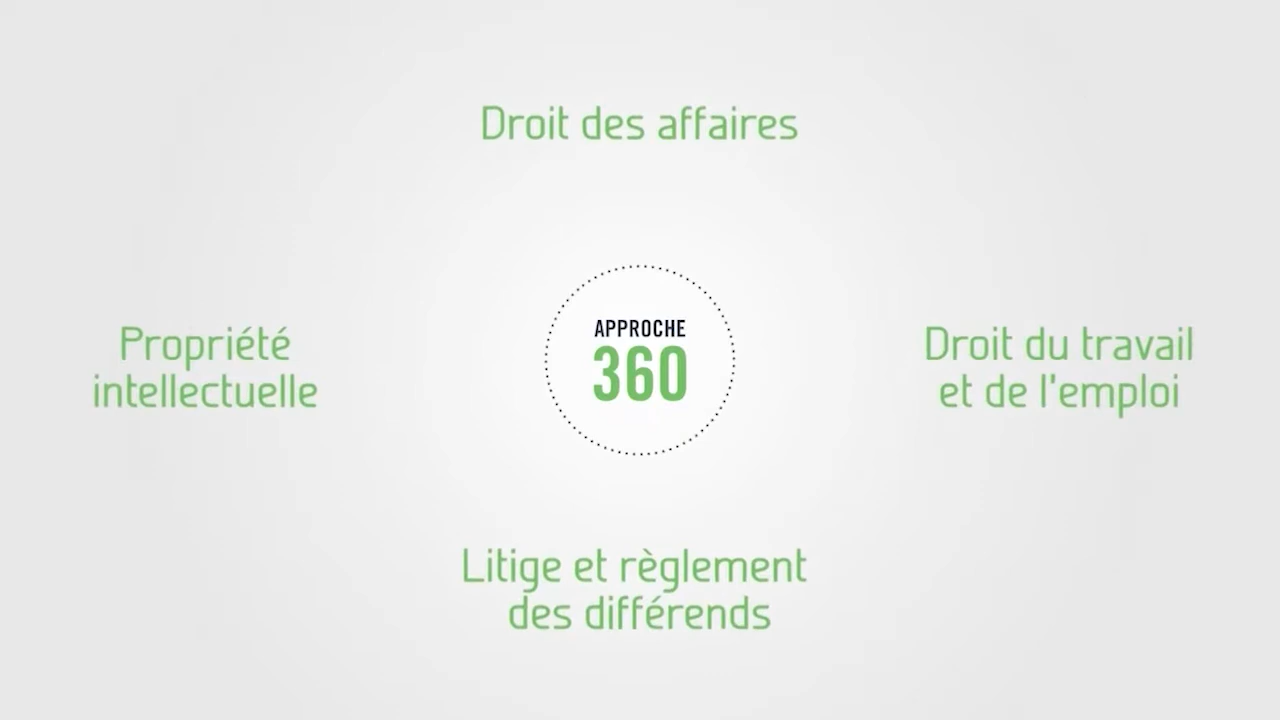 Droit des affaires
Propriété
intellectuelle
APPROCHE
360
Droit du travail
et de l'emploi
Litige et règlement
des différends